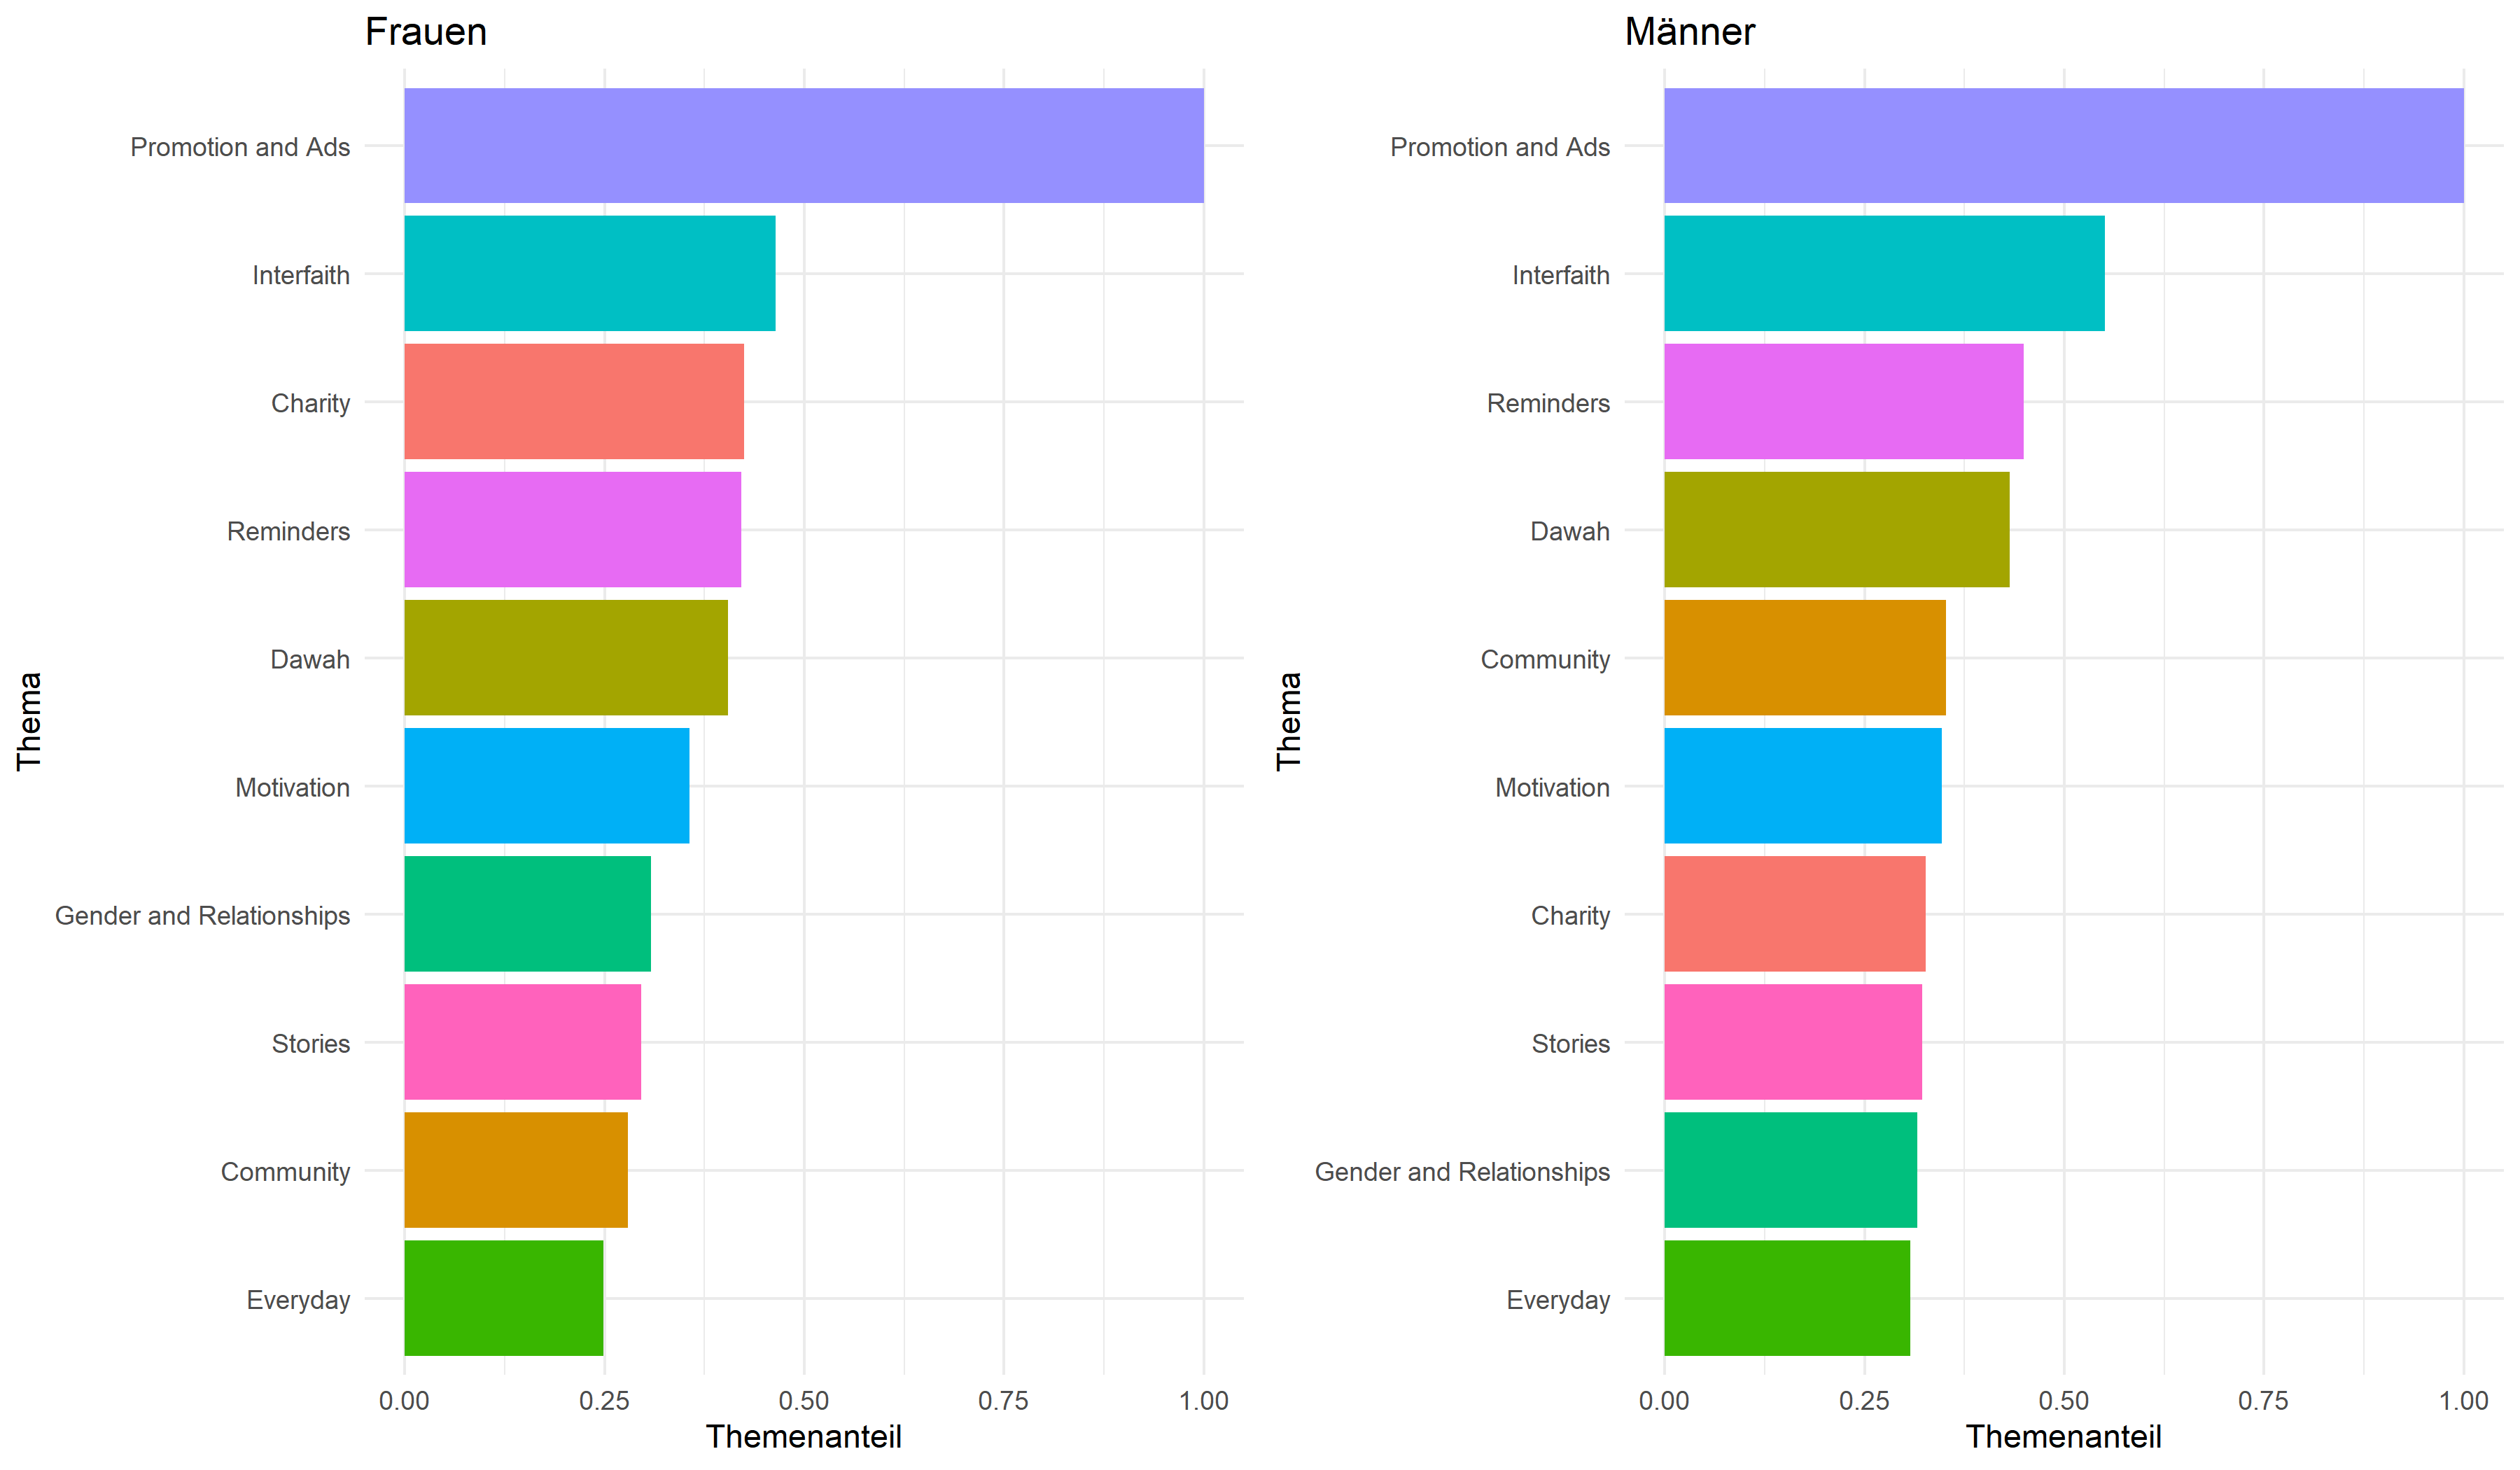 Frauen
Promotion and Ads
Interfaith
Charity
Reminders
Dawah
Motivation
Gender and Relationships
Stories
Community
Everyday
Thema
0.00 0.25 0.50 0.75 1.00
Themenanteil
Männer
Promotion and Ads
Interfaith
Reminders
Dawah
Community
Motivation
Charity
Stories
Gender and Relationships
Everyday
Thema
0.00 0.25 0.50 0.75 1.00
Themenanteil